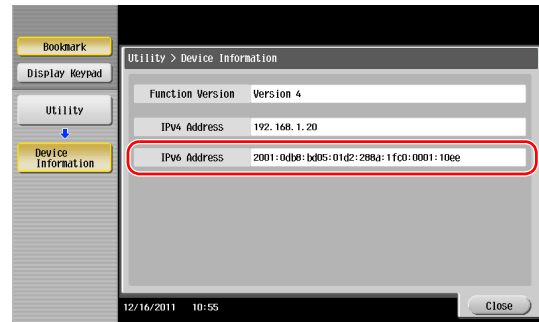 Bookmark
Display Keypad
Utility
Device
Information
Utility > Device Information
Function Version Version 4
IPv4 Address 192.168.1.20
IPv6 Address 2001:0db8:bd05:01d2:288a:1fc0:0001:10ee
12/16/2011 10:55
Close